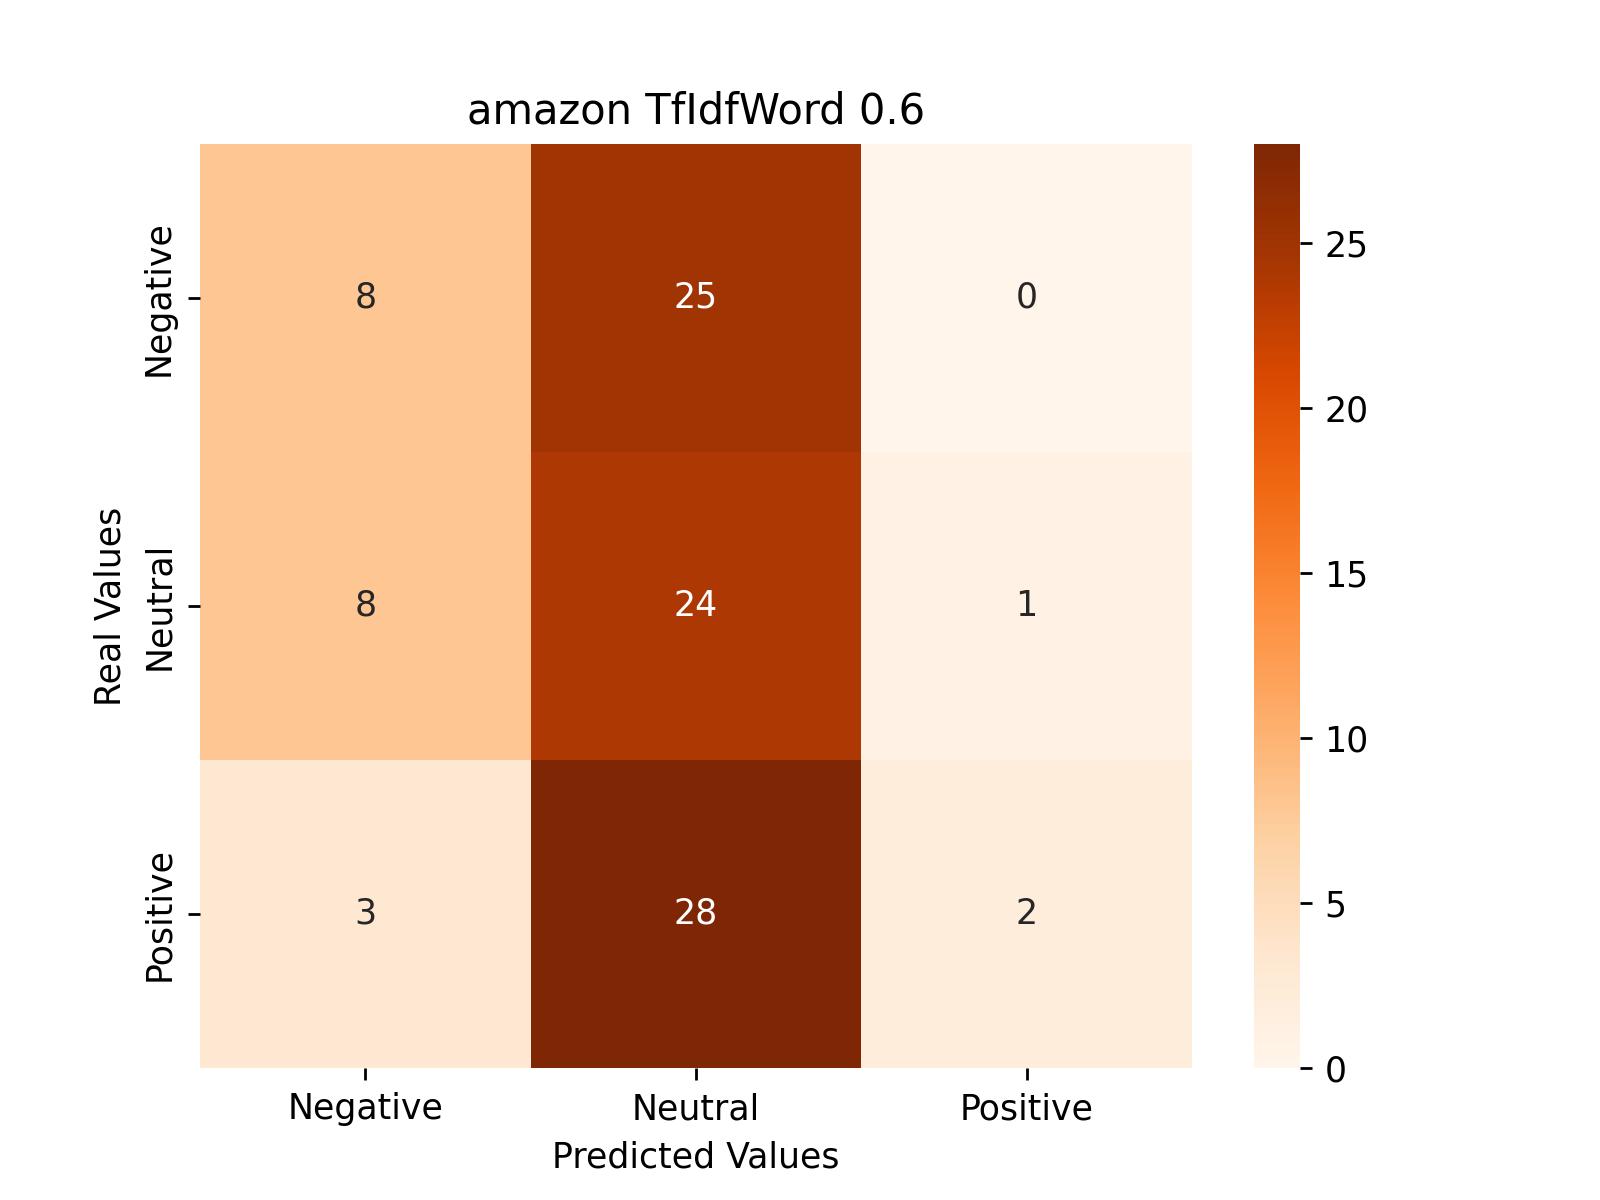 amazon TfIdfWord 0.6
Real Values
Negative
8
25
0
Neutral
8
24
1
Positive
3
28
2
Negative
Neutral
Positive
Predicted Values
25
20
15
10
5
0